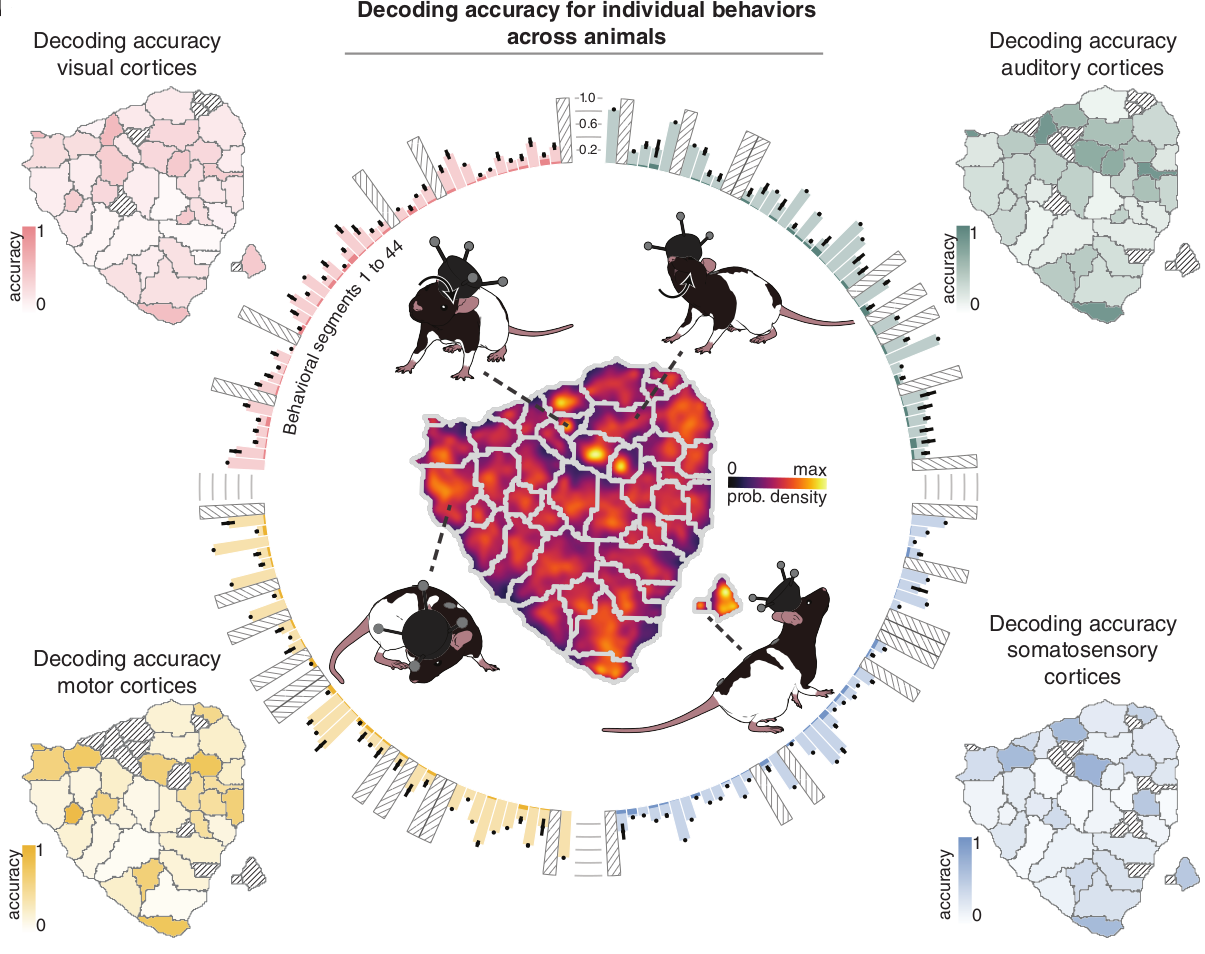 Decoding accuracy for individual behaviors
across animals
Decoding accuracy
visual cortices
accuracy
1
0
Decoding accuracy
auditory cortices
accuracy
1
0
1.0
0.6
0.2
Behavioral segments 1 to 44
0
max
prob. density
Decoding accuracy
motor cortices
accuracy
1
0
Decoding accuracy
somatosensory
cortices
accuracy
1
0